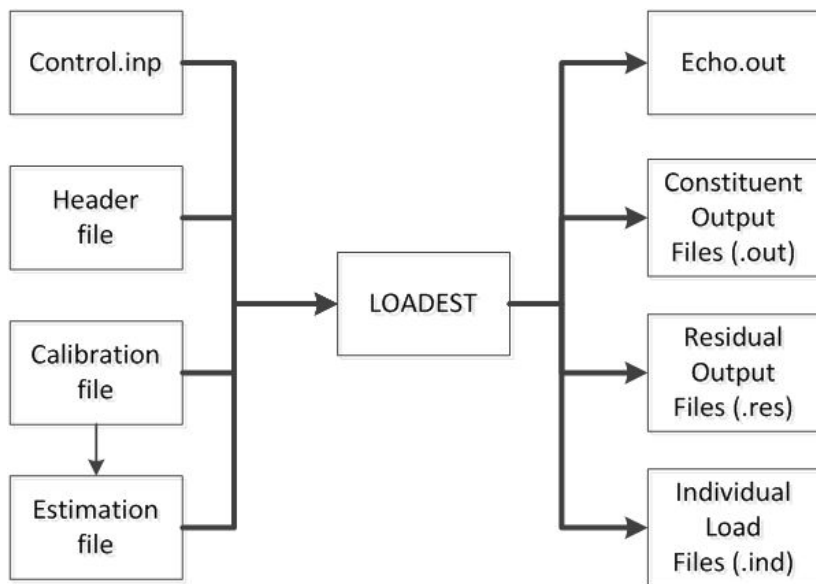 Control.inp
Header
file
Calibration
file
Estimation
file
LOADEST
Echo.out
Constituent
Output
Files (.out)
Residual
Output
Files (.res)
Individual
Load
Files (.ind)